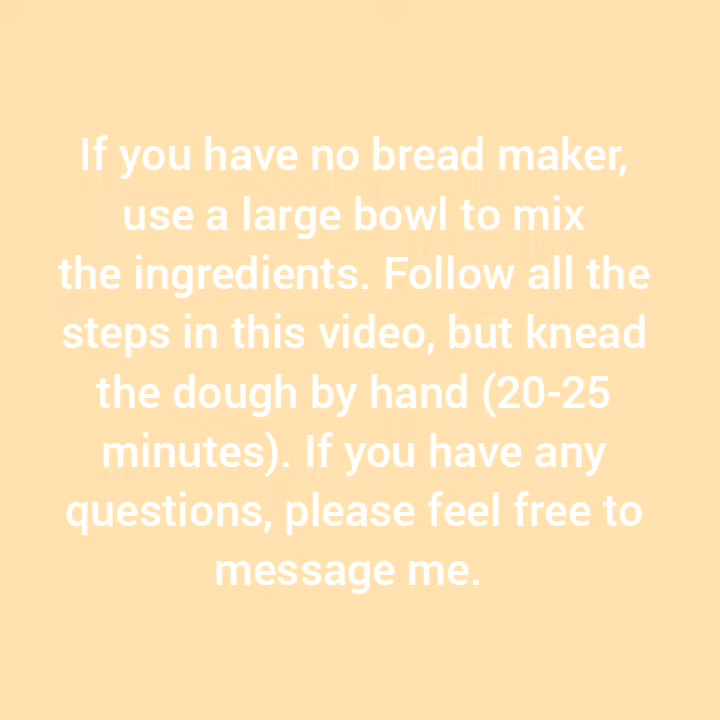 If you have no bread maker,
use a large bowl to mix
the ingredients. Follow all the
steps in this video, but knead
the dough by hand (20-25
minutes). If you have any
questions, please feel free to
message me.